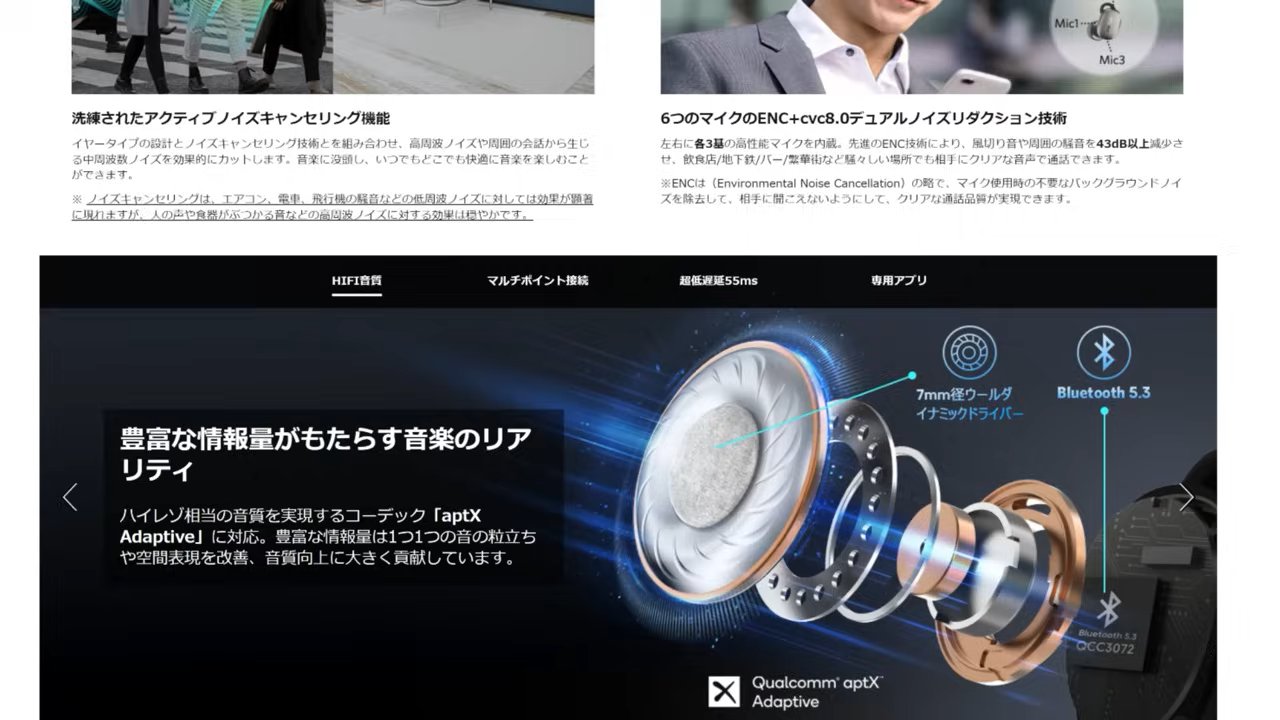 Mic1
Mic3
洗練されたアクティブノイズキャンセリング機能
イヤータイプの設計とノイズキャンセリング技術とを組み合わせ、高周波ノイズや周囲の会話から生じ
る中周波数ノイズを効果的にカットします。音楽に没頭し、いつでもどこでも快適に音楽を楽しむこと
ができます。
※ ノイズキャンセリングは、エアコン、電車、飛行機の騒音などの低周波ノイズに対しては効果が顕著
に現れますが、人の声や食器がぶつかる音などの高周波ノイズに対する効果は穏やかです。
6つのマイクのENC+cvc8.0デュアルノイズリダクション技術
左右に各3基の高性能マイクを内蔵。先進のENC技術により、風切り音や周囲の騒音を43dB以上減少さ
せ、飲食店/地下鉄/バー/繁華街など騒々しい場所でも相手にクリアな音声で通話できます。
※ENCは（Environmental Noise Cancellation）の略で、マイク使用時の不要なバックグラウンドノイ
ズを除去して、相手に聞こえないようにして、クリアな通話品質が実現できます。
HIFI音質
マルチポイント接続
超低遅延55ms
専用アプリ
豊富な情報量がもたらす音楽のリア
リティ
ハイレゾ相当の音質を実現するコーデック「aptX
Adaptive」に対応。豊富な情報量は1つ1つの音の粒立ち
や空間表現を改善、音質向上に大きく貢献しています。
7mm径ウールダ
イナミックドライバー
Bluetooth 5.3
Bluetooth 5.3
QCC3072
Qualcomm® aptX™
Adaptive